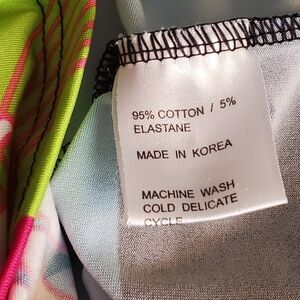 95% COTTON / 5%
ELASTANE
MADE IN KOREA
MACHINE WASH
COLD DELICATE
CYCLE